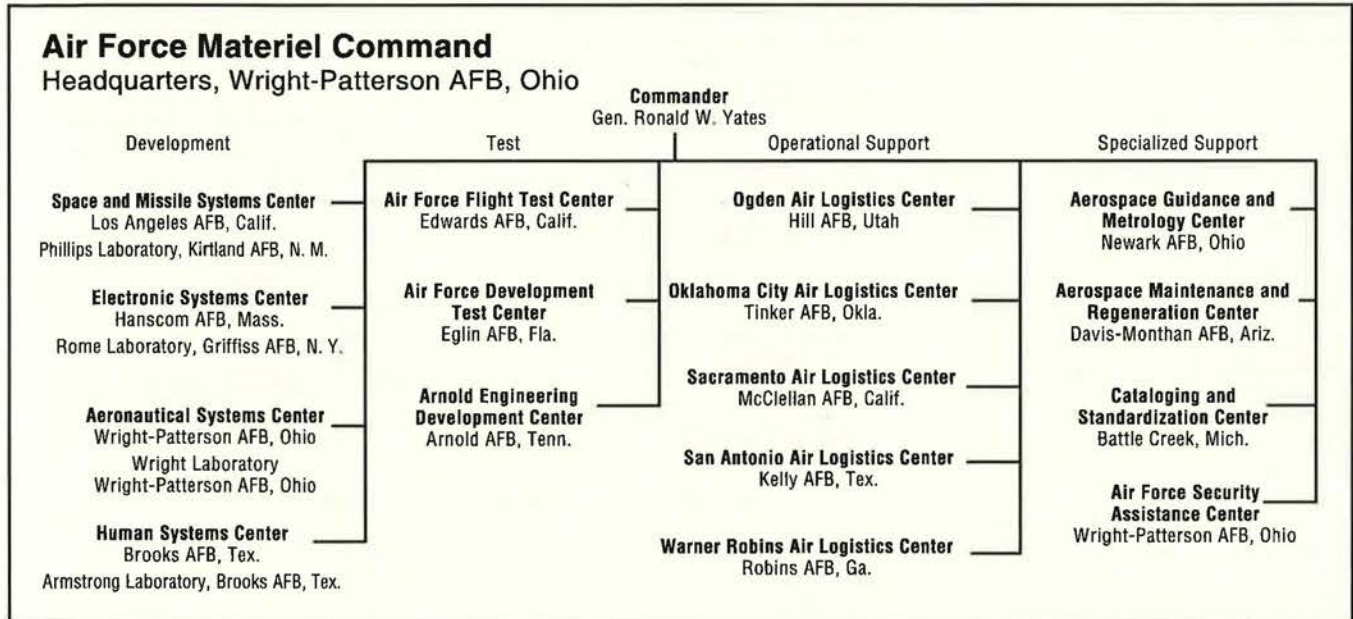 Air Force Materiel Command
Headquarters, Wright-Patterson AFB, Ohio
Commander
Gen. Ronald W. Yates
Development
Space and Missile Systems Center
Los Angeles AFB, Calif.
Phillips Laboratory, Kirtland AFB, N. M.
Electronic Systems Center
Hanscom AFB, Mass.
Rome Laboratory, Griffiss AFB, N. Y.
Aeronautical Systems Center
Wright-Patterson AFB, Ohio
Wright Laboratory
Wright-Patterson AFB, Ohio
Human Systems Center
Brooks AFB, Tex.
Armstrong Laboratory, Brooks AFB, Tex.
Test
Air Force Flight Test Center
Edwards AFB, Calif.
Air Force Development
Test Center
Eglin AFB, Fla.
Arnold Engineering
Development Center
Arnold AFB, Tenn.
Operational Support
Ogden Air Logistics Center
Hill AFB, Utah
Oklahoma City Air Logistics Center
Tinker AFB, Okla.
Sacramento Air Logistics Center
McClellan AFB, Calif.
San Antonio Air Logistics Center
Kelly AFB, Tex.
Warner Robins Air Logistics Center
Robins AFB, Ga.
Specialized Support
Aerospace Guidance and
Metrology Center
Newark AFB, Ohio
Aerospace Maintenance and
Regeneration Center
Davis-Monthan AFB, Ariz.
Cataloging and
Standardization Center
Battle Creek, Mich.
Air Force Security
Assistance Center
Wright-Patterson AFB, Ohio